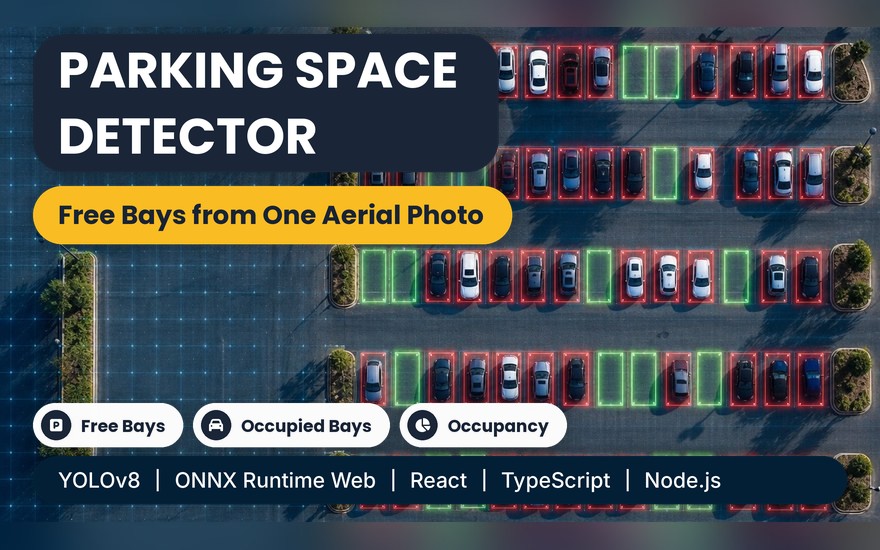 PARKING SPACE
DETECTOR
Free Bays from One Aerial Photo
P Free Bays
Occupied Bays
Occupancy
YOLOv8 | ONNX Runtime Web | React | TypeScript | Node.js